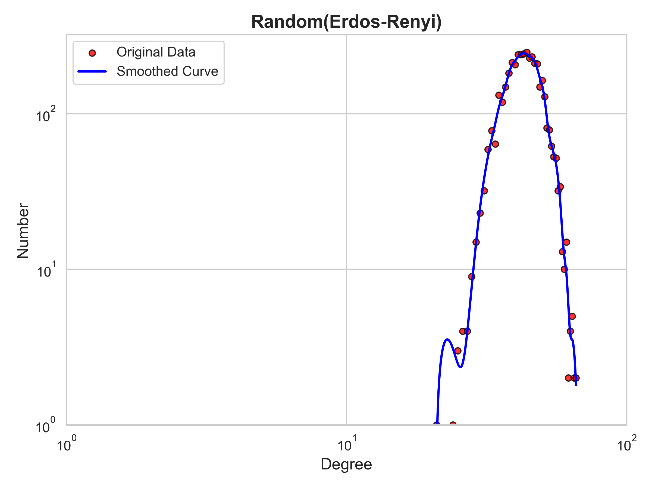 Random(Erdos-Renyi)
Original Data
Smoothed Curve
10²
10¹
10⁰
Number
10⁰ 10¹ 10²
Degree